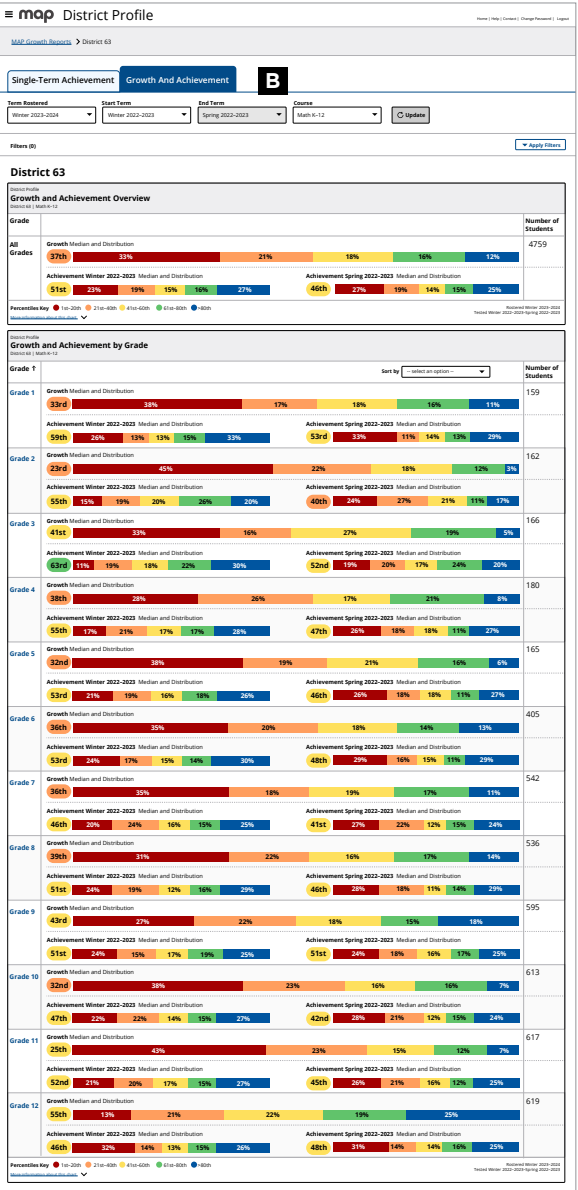 ≡ map District Profile
Home | Help | Contact | Change Password | Logout
MAP Growth Reports > District 63
Single-Term Achievement Growth And Achievement B
Term Rostered Start Term End Term Course
Winter 2023–2024 Winter 2022–2023 Spring 2022–2023 Math K–12 Update
Filters (0) Apply Filters
District 63
District Profile
Growth and Achievement Overview
District 63 | Math K–12
Grade Number of Students
All Grades Growth Median and Distribution 4759
37th 33% 21% 18% 16% 12%
Achievement Winter 2022–2023 Median and Distribution Achievement Spring 2022–2023 Median and Distribution
51st 23% 19% 15% 16% 27% 46th 27% 19% 14% 15% 25%
Percentiles Key 1st–20th 21st–40th 41st–60th 61st–80th >80th Rostered Winter 2023–2024
More information about this chart Tested Winter 2022–2023–Spring 2022–2023
District Profile
Growth and Achievement by Grade
District 63 | Math K–12
Grade ↑ Sort by -- select an option -- Number of Students
Grade 1 Growth Median and Distribution 159
33rd 38% 17% 18% 16% 11%
Achievement Winter 2022–2023 Median and Distribution Achievement Spring 2022–2023 Median and Distribution
59th 26% 13% 13% 15% 33% 53rd 33% 11% 14% 13% 29%
Grade 2 Growth Median and Distribution 162
23rd 45% 22% 18% 12% 3%
Achievement Winter 2022–2023 Median and Distribution Achievement Spring 2022–2023 Median and Distribution
55th 15% 19% 20% 26% 20% 40th 24% 27% 21% 11% 17%
Grade 3 Growth Median and Distribution 166
41st 33% 16% 27% 19% 5%
Achievement Winter 2022–2023 Median and Distribution Achievement Spring 2022–2023 Median and Distribution
63rd 11% 19% 18% 22% 30% 52nd 19% 20% 17% 24% 20%
Grade 4 Growth Median and Distribution 180
38th 28% 26% 17% 21% 8%
Achievement Winter 2022–2023 Median and Distribution Achievement Spring 2022–2023 Median and Distribution
55th 17% 21% 17% 17% 28% 47th 26% 18% 18% 11% 27%
Grade 5 Growth Median and Distribution 165
32nd 38% 19% 21% 16% 6%
Achievement Winter 2022–2023 Median and Distribution Achievement Spring 2022–2023 Median and Distribution
53rd 21% 19% 16% 18% 26% 46th 26% 18% 18% 11% 27%
Grade 6 Growth Median and Distribution 405
36th 35% 20% 18% 14% 13%
Achievement Winter 2022–2023 Median and Distribution Achievement Spring 2022–2023 Median and Distribution
53rd 24% 17% 15% 14% 30% 48th 29% 16% 15% 11% 29%
Grade 7 Growth Median and Distribution 542
36th 35% 18% 19% 17% 11%
Achievement Winter 2022–2023 Median and Distribution Achievement Spring 2022–2023 Median and Distribution
46th 20% 24% 16% 15% 25% 41st 27% 22% 12% 15% 24%
Grade 8 Growth Median and Distribution 536
39th 31% 22% 16% 17% 14%
Achievement Winter 2022–2023 Median and Distribution Achievement Spring 2022–2023 Median and Distribution
51st 24% 19% 12% 16% 29% 46th 28% 18% 11% 14% 29%
Grade 9 Growth Median and Distribution 595
43rd 27% 22% 18% 15% 18%
Achievement Winter 2022–2023 Median and Distribution Achievement Spring 2022–2023 Median and Distribution
51st 24% 15% 17% 19% 25% 51st 24% 18% 16% 17% 25%
Grade 10 Growth Median and Distribution 613
32nd 38% 23% 16% 16% 7%
Achievement Winter 2022–2023 Median and Distribution Achievement Spring 2022–2023 Median and Distribution
47th 22% 22% 14% 15% 27% 42nd 28% 21% 12% 15% 24%
Grade 11 Growth Median and Distribution 617
25th 43% 23% 15% 12% 7%
Achievement Winter 2022–2023 Median and Distribution Achievement Spring 2022–2023 Median and Distribution
52nd 21% 20% 17% 15% 27% 45th 26% 21% 16% 12% 25%
Grade 12 Growth Median and Distribution 619
55th 13% 21% 22% 19% 25%
Achievement Winter 2022–2023 Median and Distribution Achievement Spring 2022–2023 Median and Distribution
46th 32% 14% 13% 15% 26% 48th 31% 14% 14% 16% 25%
Percentiles Key 1st–20th 21st–40th 41st–60th 61st–80th >80th Rostered Winter 2023–2024
More information about this chart Tested Winter 2022–2023–Spring 2022–2023